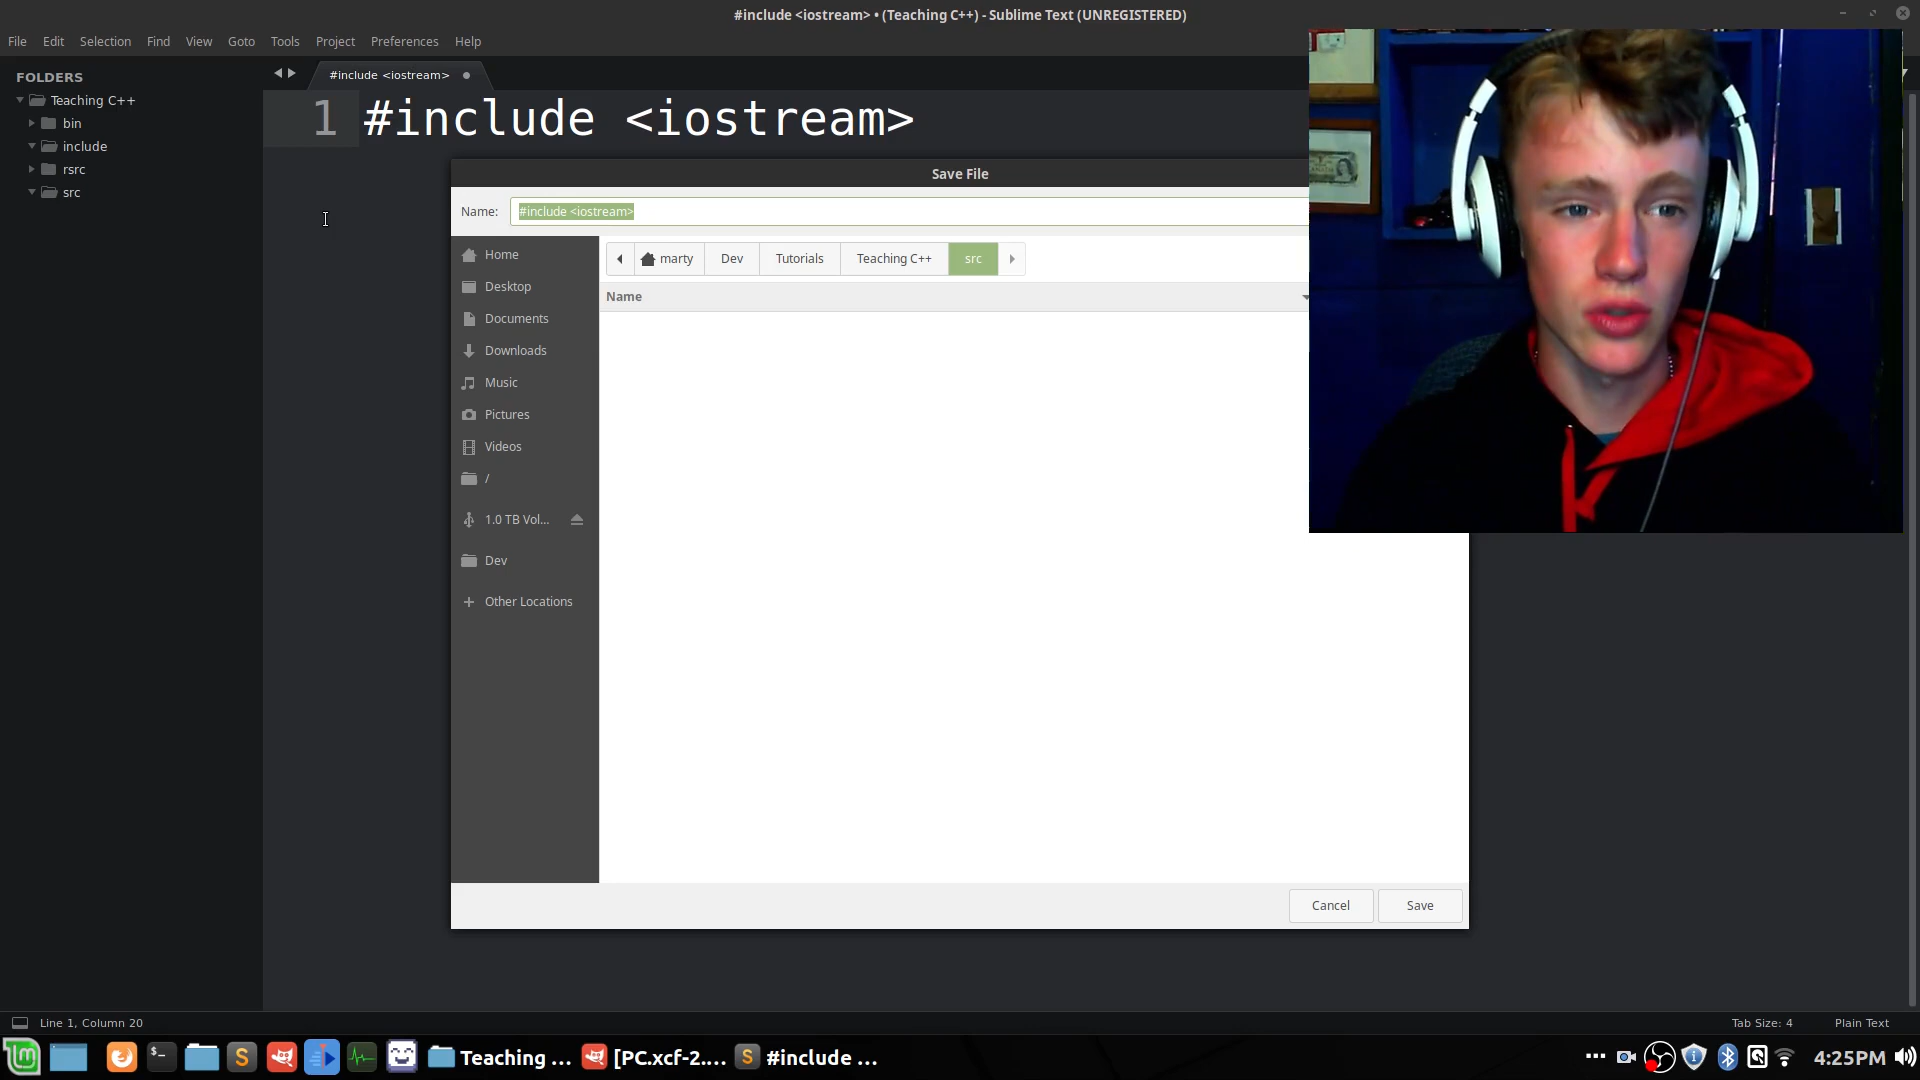 #include <iostream> • (Teaching C++) - Sublime Text (UNREGISTERED)
File Edit Selection Find View Goto Tools Project Preferences Help
FOLDERS
Teaching C++
bin
include
rsrc
src
#include <iostream>
1 #include <iostream>
Save File
Name: #include <iostream>
marty Dev Tutorials Teaching C++ src
Name
Home
Desktop
Documents
Downloads
Music
Pictures
Videos
/
1.0 TB Vol...
Dev
Other Locations
Cancel Save
Line 1, Column 20
Tab Size: 4 Plain Text
Teaching ... [PC.xcf-2.... #include ...
4:25PM